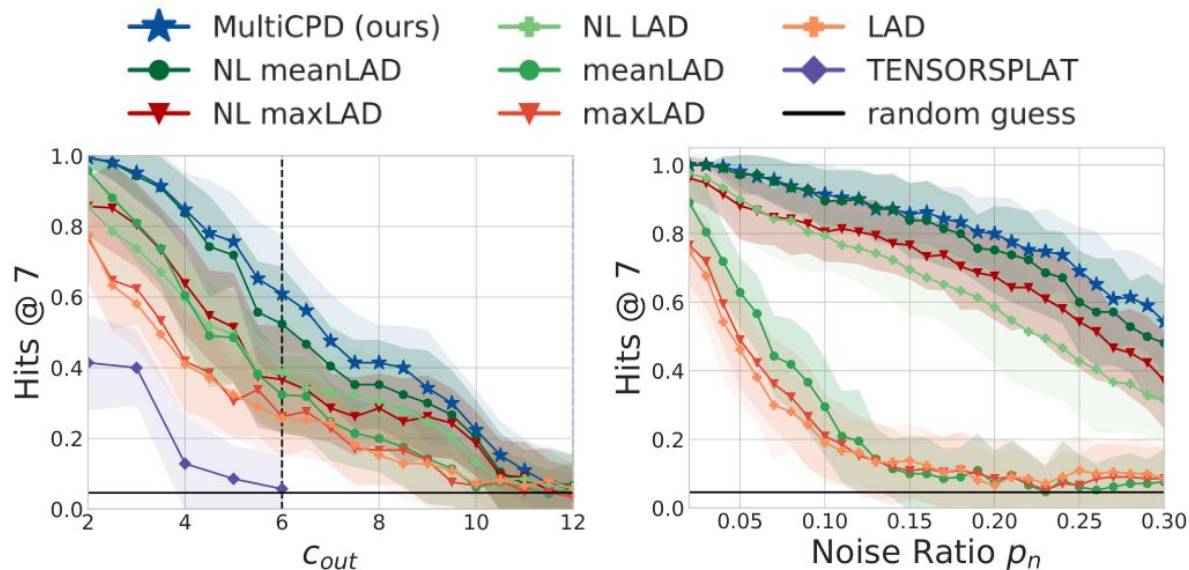 MultiCPD (ours) NL LAD LAD
NL meanLAD meanLAD TENSORSPLAT
NL maxLAD maxLAD random guess
Hits @ 7
1.0
0.8
0.6
0.4
0.2
0.0
2 4 6 8 10 12
c_out
Hits @ 7
1.0
0.8
0.6
0.4
0.2
0.0
0.05 0.10 0.15 0.20 0.25 0.30
Noise Ratio p_n